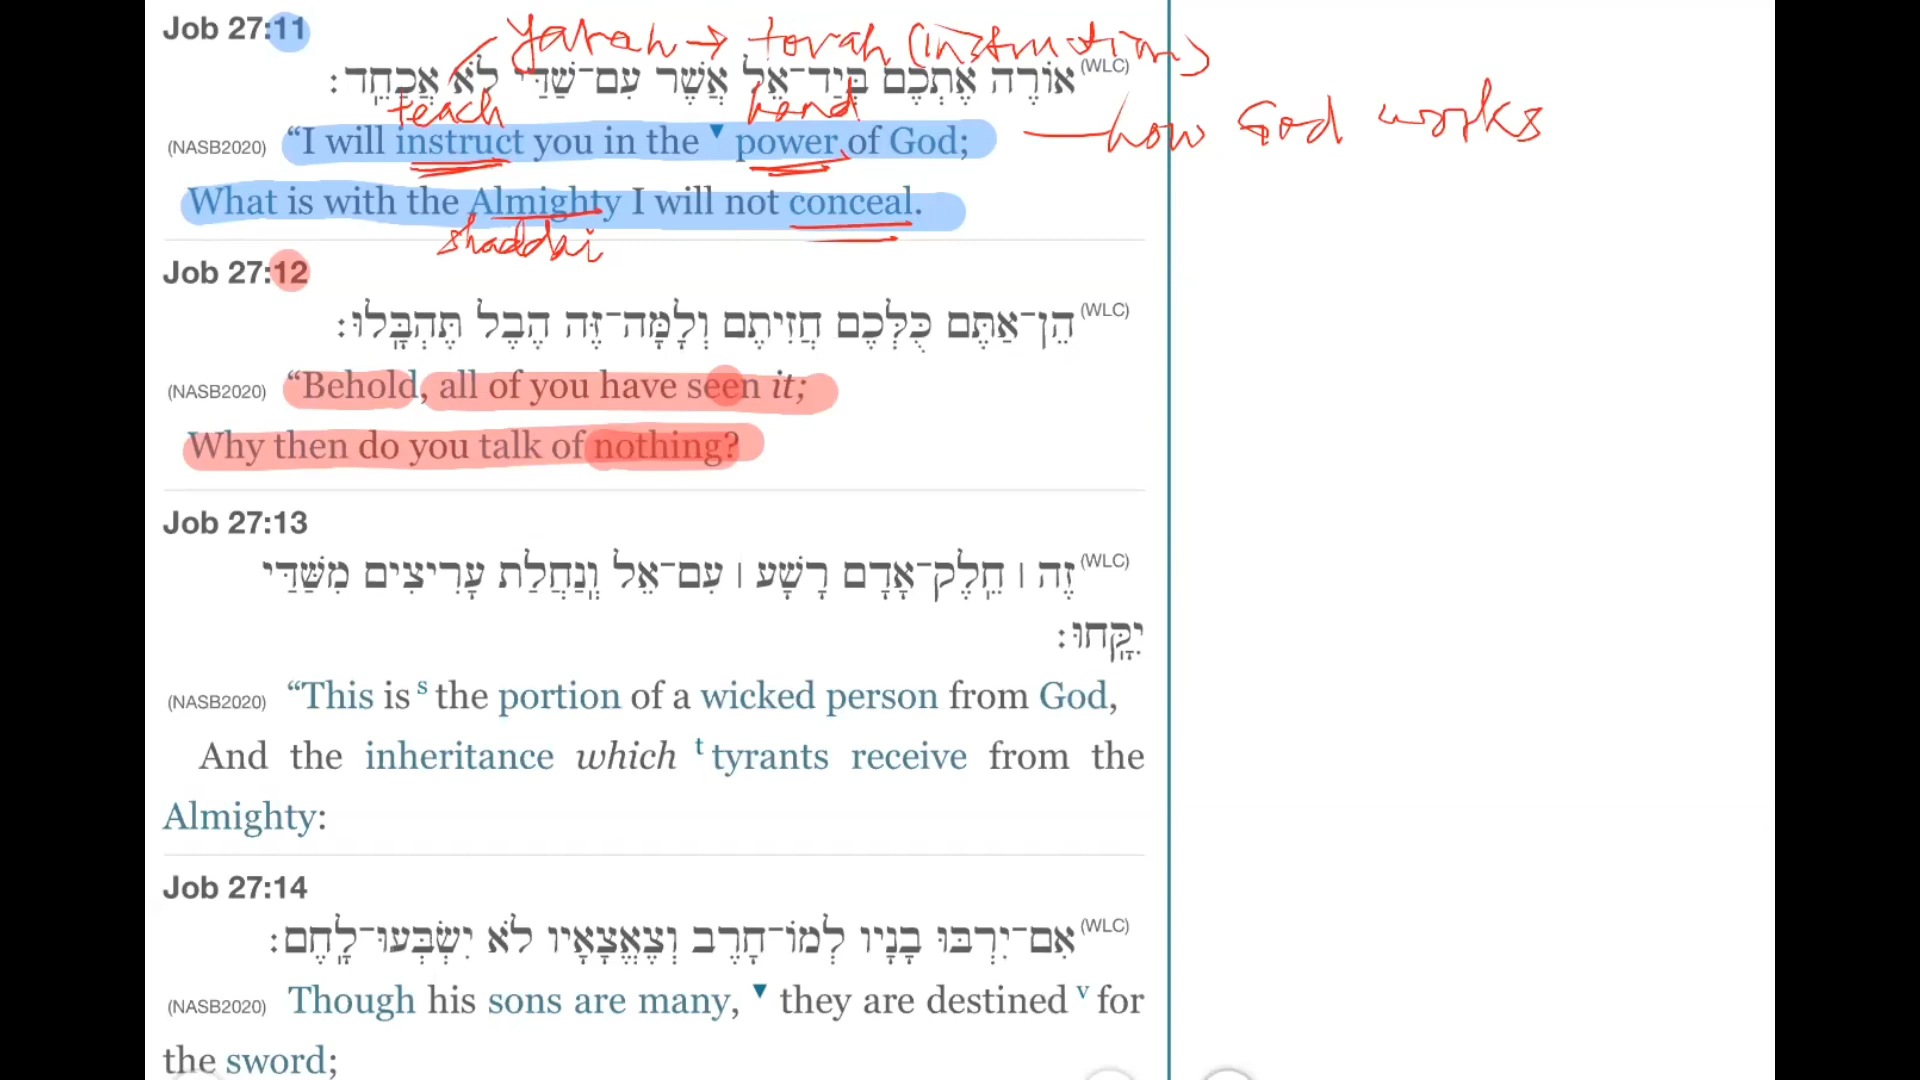 Job 27:11
yarah → torah (instructions)
אוֹרֶה אֶתְכֶם בְּיַד־אֵל אֲשֶׁר עִם־שַׁדַּי לֹא אֲכַחֵד׃ (WLC)
teach hand
(NASB2020) “I will instruct you in the ▼ power of God; — how God works
What is with the Almighty I will not conceal.
shaddai
Job 27:12
הֵן־אַתֶּם כֻּלְּכֶם חֲזִיתֶם וְלָמָּה־זֶּה הֶבֶל תֶּהְבָּלוּ׃ (WLC)
(NASB2020) “Behold, all of you have seen it;
Why then do you talk of nothing?
Job 27:13
זֶה ׀ חֵלֶק־אָדָם רָשָׁע ׀ עִם־אֵל וְנַחֲלַת עָרִיצִים מִשַּׁדַּי (WLC)
יִקָּחוּ׃
(NASB2020) “This is s the portion of a wicked person from God,
And the inheritance which t tyrants receive from the
Almighty:
Job 27:14
אִם־יִרְבּוּ בָנָיו לְמוֹ־חָרֶב וְצֶאֱצָאָיו לֹא יִשְׂבְּעוּ־לָחֶם׃ (WLC)
(NASB2020) Though his sons are many, ▼ they are destined v for
the sword;